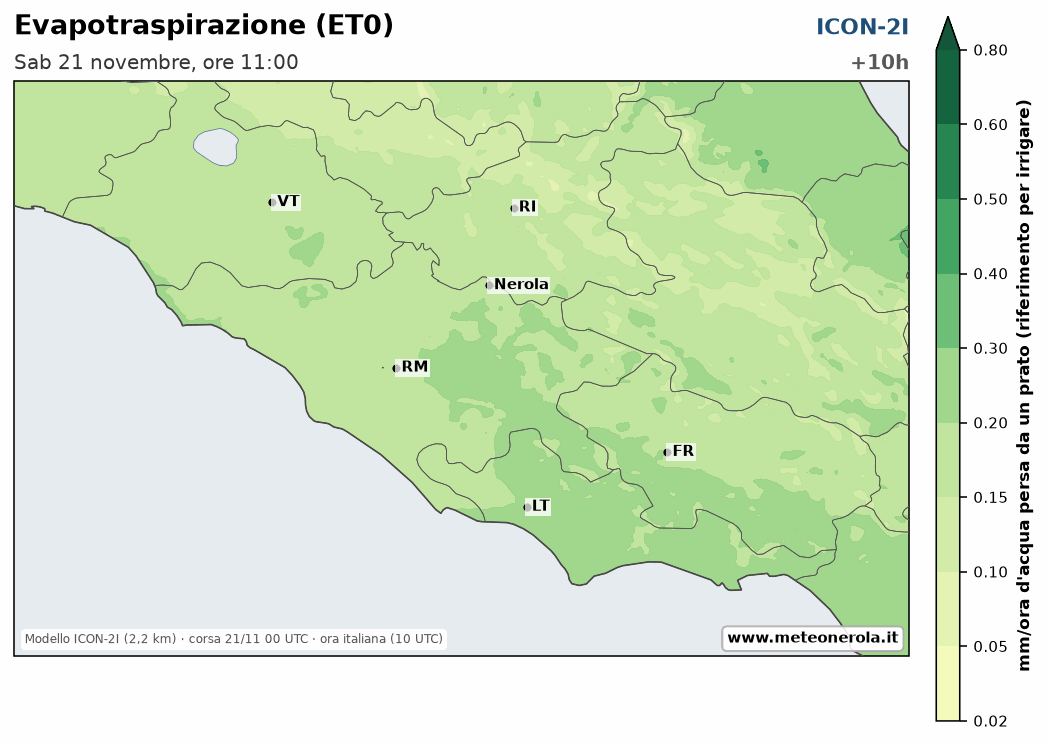 Evapotraspirazione (ET0)
ICON-2I
Sab 21 novembre, ore 11:00
+10h
VT
RI
Nerola
RM
FR
LT
Modello ICON-2I (2,2 km) · corsa 21/11 00 UTC · ora italiana (10 UTC)
www.meteonerola.it
0.80
0.60
0.50
0.40
0.30
0.20
0.15
0.10
0.05
0.02
mm/ora d'acqua persa da un prato (riferimento per irrigare)